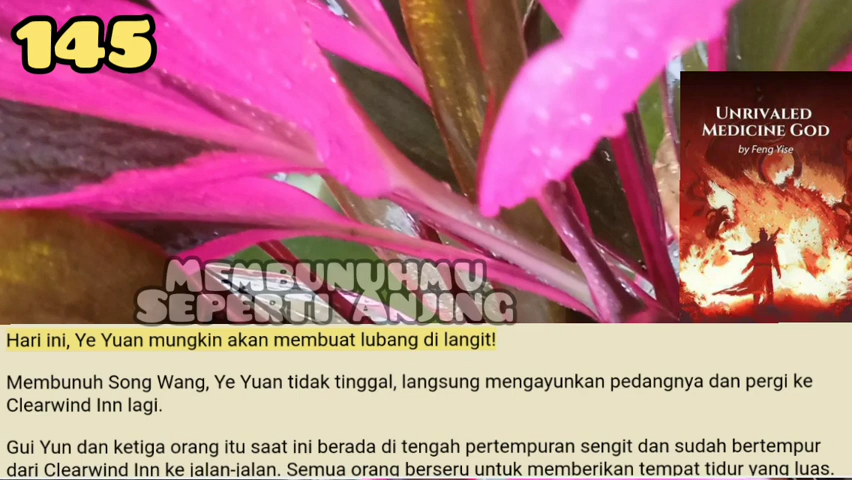 145
UNRIVALED
MEDICINE GOD
by Feng Yise
MEMBUNUHMU
SEPERTI ANJING
Hari ini, Ye Yuan mungkin akan membuat lubang di langit!
Membunuh Song Wang, Ye Yuan tidak tinggal, langsung mengayunkan pedangnya dan pergi ke
Clearwind Inn lagi.
Gui Yun dan ketiga orang itu saat ini berada di tengah pertempuran sengit dan sudah bertempur
dari Clearwind Inn ke jalan-jalan. Semua orang berseru untuk memberikan tempat tidur yang luas.